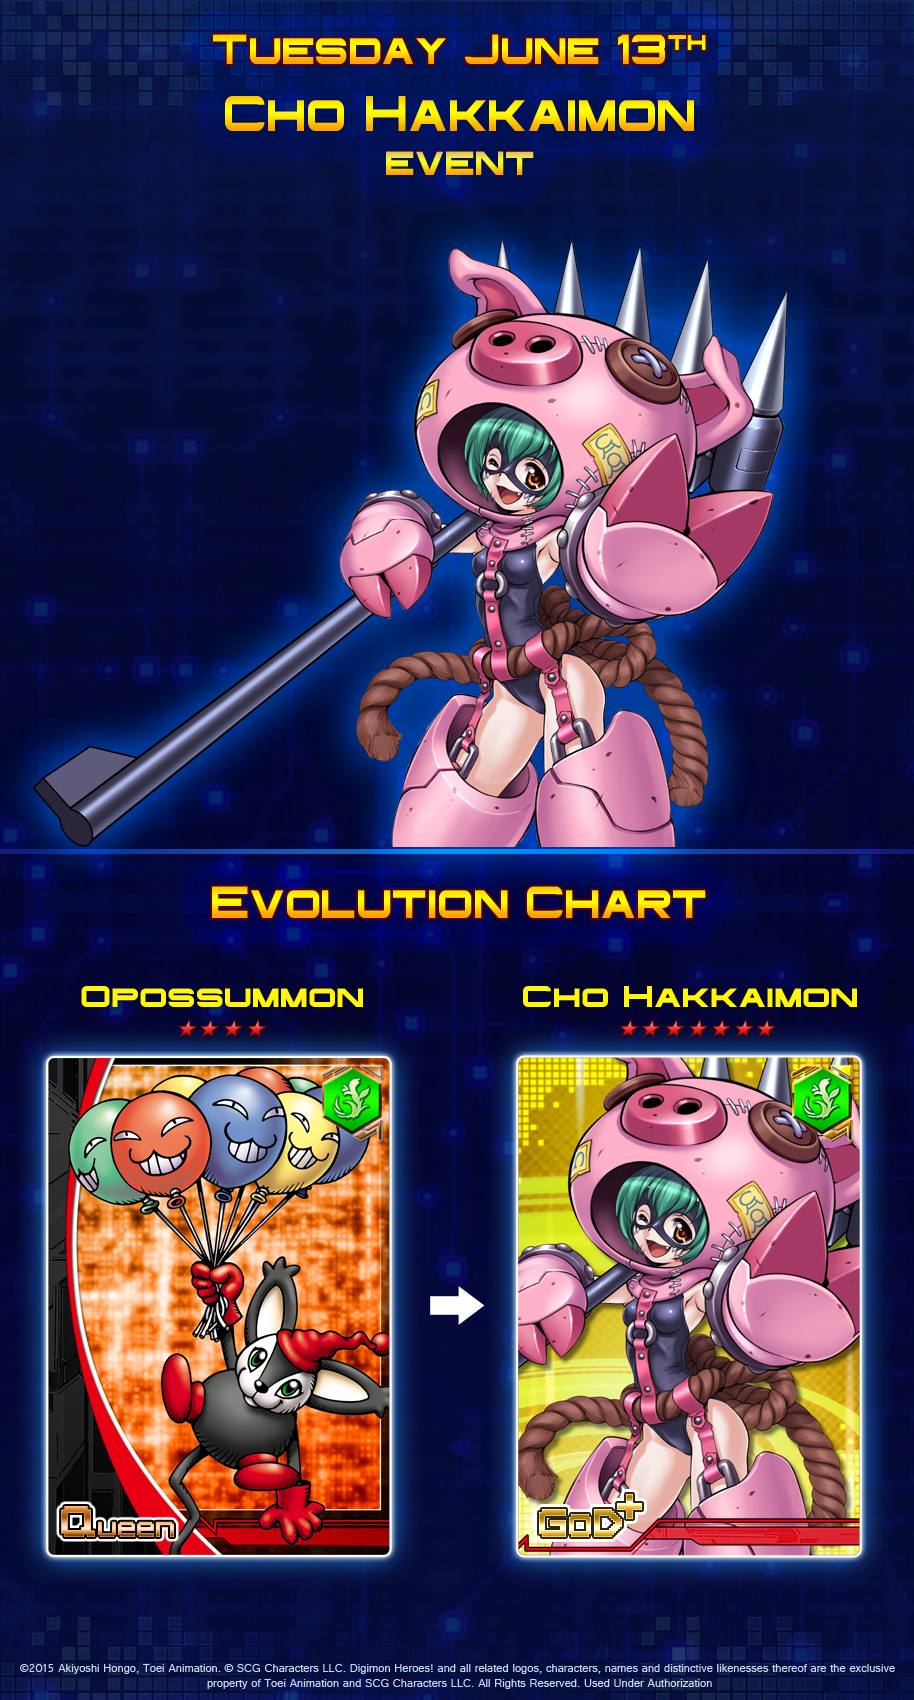 Tuesday June 13th
Cho Hakkaimon
Event
Evolution Chart
Opossummon
Cho Hakkaimon
Queen
GoD+
©2015 Akiyoshi Hongo, Toei Animation. © SCG Characters LLC. Digimon Heroes! and all related logos, characters, names and distinctive likenesses thereof are the exclusive
property of Toei Animation and SCG Characters LLC. All Rights Reserved. Used Under Authorization